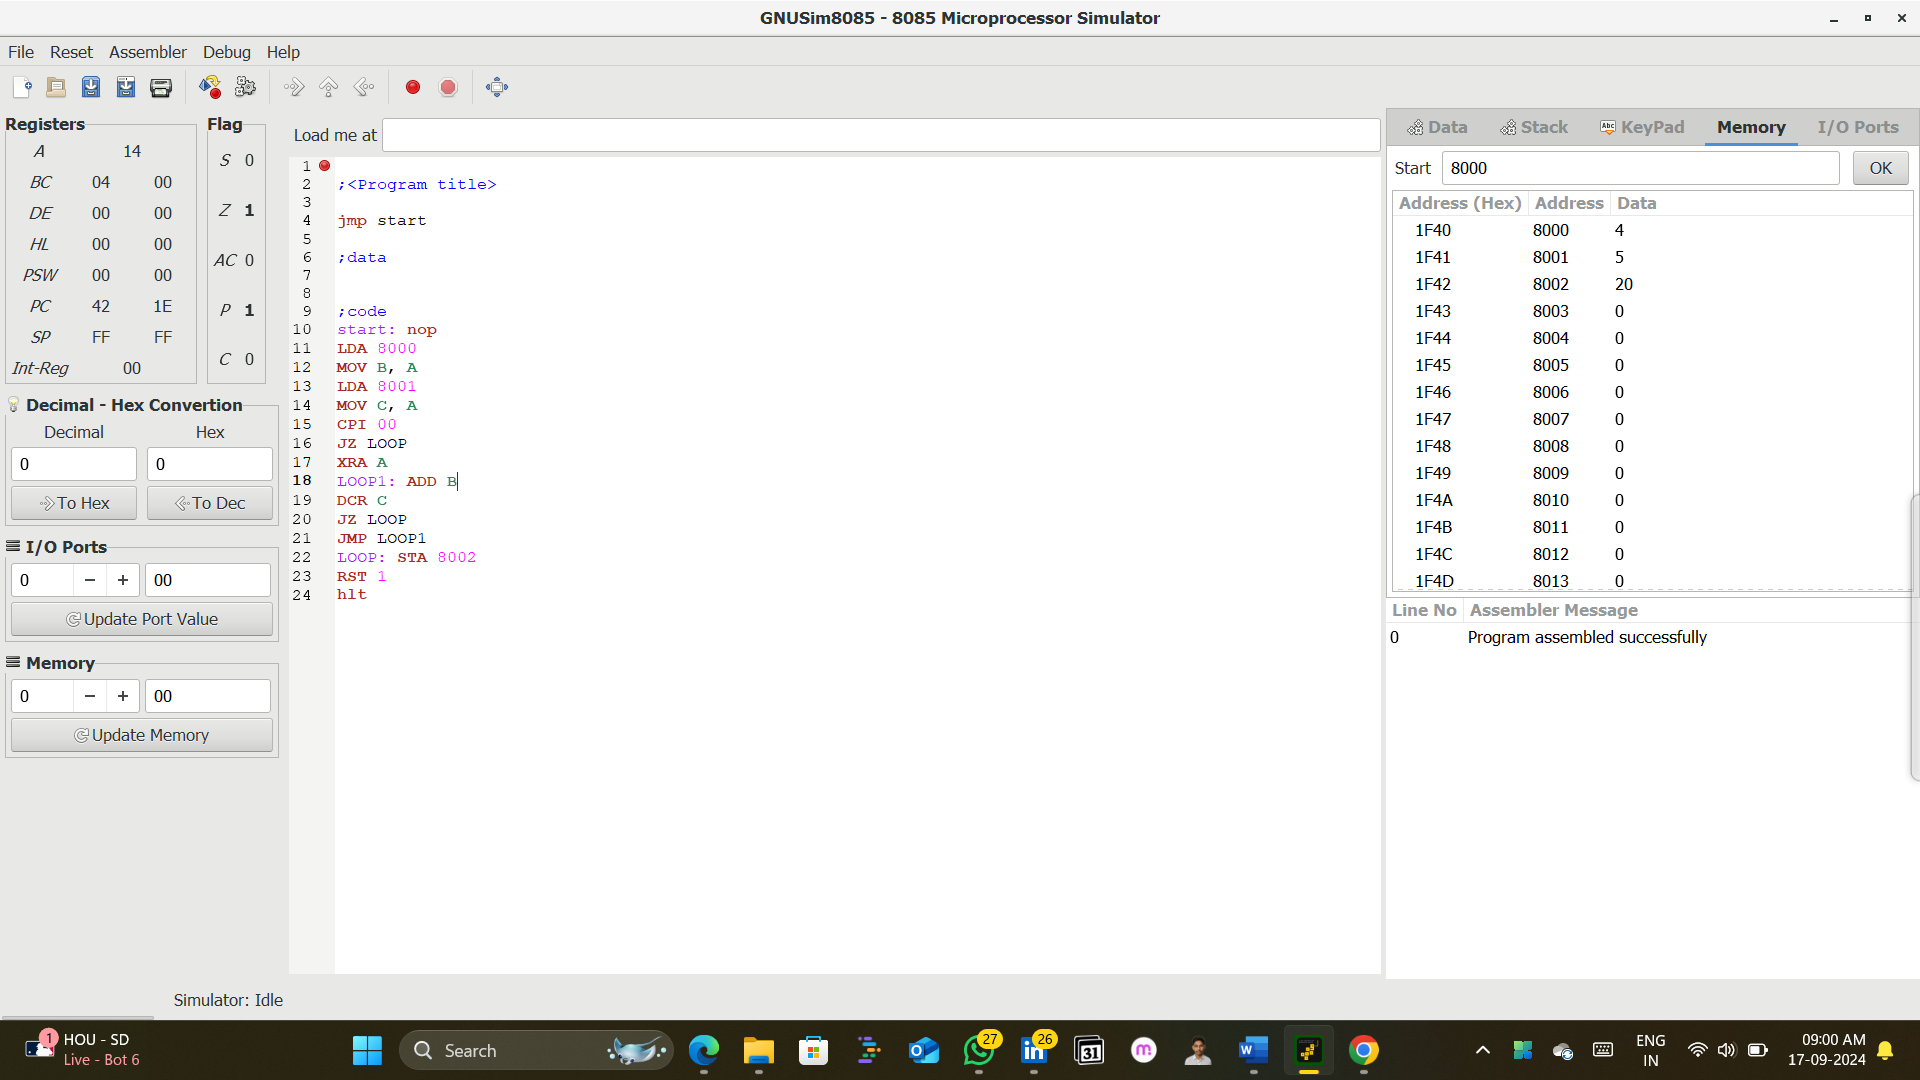 GNUSim8085 - 8085 Microprocessor Simulator
File Reset Assembler Debug Help
Registers
A 14
BC 04 00
DE 00 00
HL 00 00
PSW 00 00
PC 42 1E
SP FF FF
Int-Reg 00
Flag
S 0
Z 1
AC 0
P 1
C 0
Decimal - Hex Convertion
Decimal Hex
0 0
To Hex To Dec
I/O Ports
0 − + 00
Update Port Value
Memory
0 − + 00
Update Memory
Load me at
1
2 ;<Program title>
3
4 jmp start
5
6 ;data
7
8
9 ;code
10 start: nop
11 LDA 8000
12 MOV B, A
13 LDA 8001
14 MOV C, A
15 CPI 00
16 JZ LOOP
17 XRA A
18 LOOP1: ADD B
19 DCR C
20 JZ LOOP
21 JMP LOOP1
22 LOOP: STA 8002
23 RST 1
24 hlt
Data Stack Abc KeyPad Memory I/O Ports
Start 8000 OK
Address (Hex) Address Data
1F40 8000 4
1F41 8001 5
1F42 8002 20
1F43 8003 0
1F44 8004 0
1F45 8005 0
1F46 8006 0
1F47 8007 0
1F48 8008 0
1F49 8009 0
1F4A 8010 0
1F4B 8011 0
1F4C 8012 0
1F4D 8013 0
Line No Assembler Message
0 Program assembled successfully
Simulator: Idle
1 HOU - SD
Live - Bot 6
Search
27 26 31 m W
ENG
IN
09:00 AM
17-09-2024